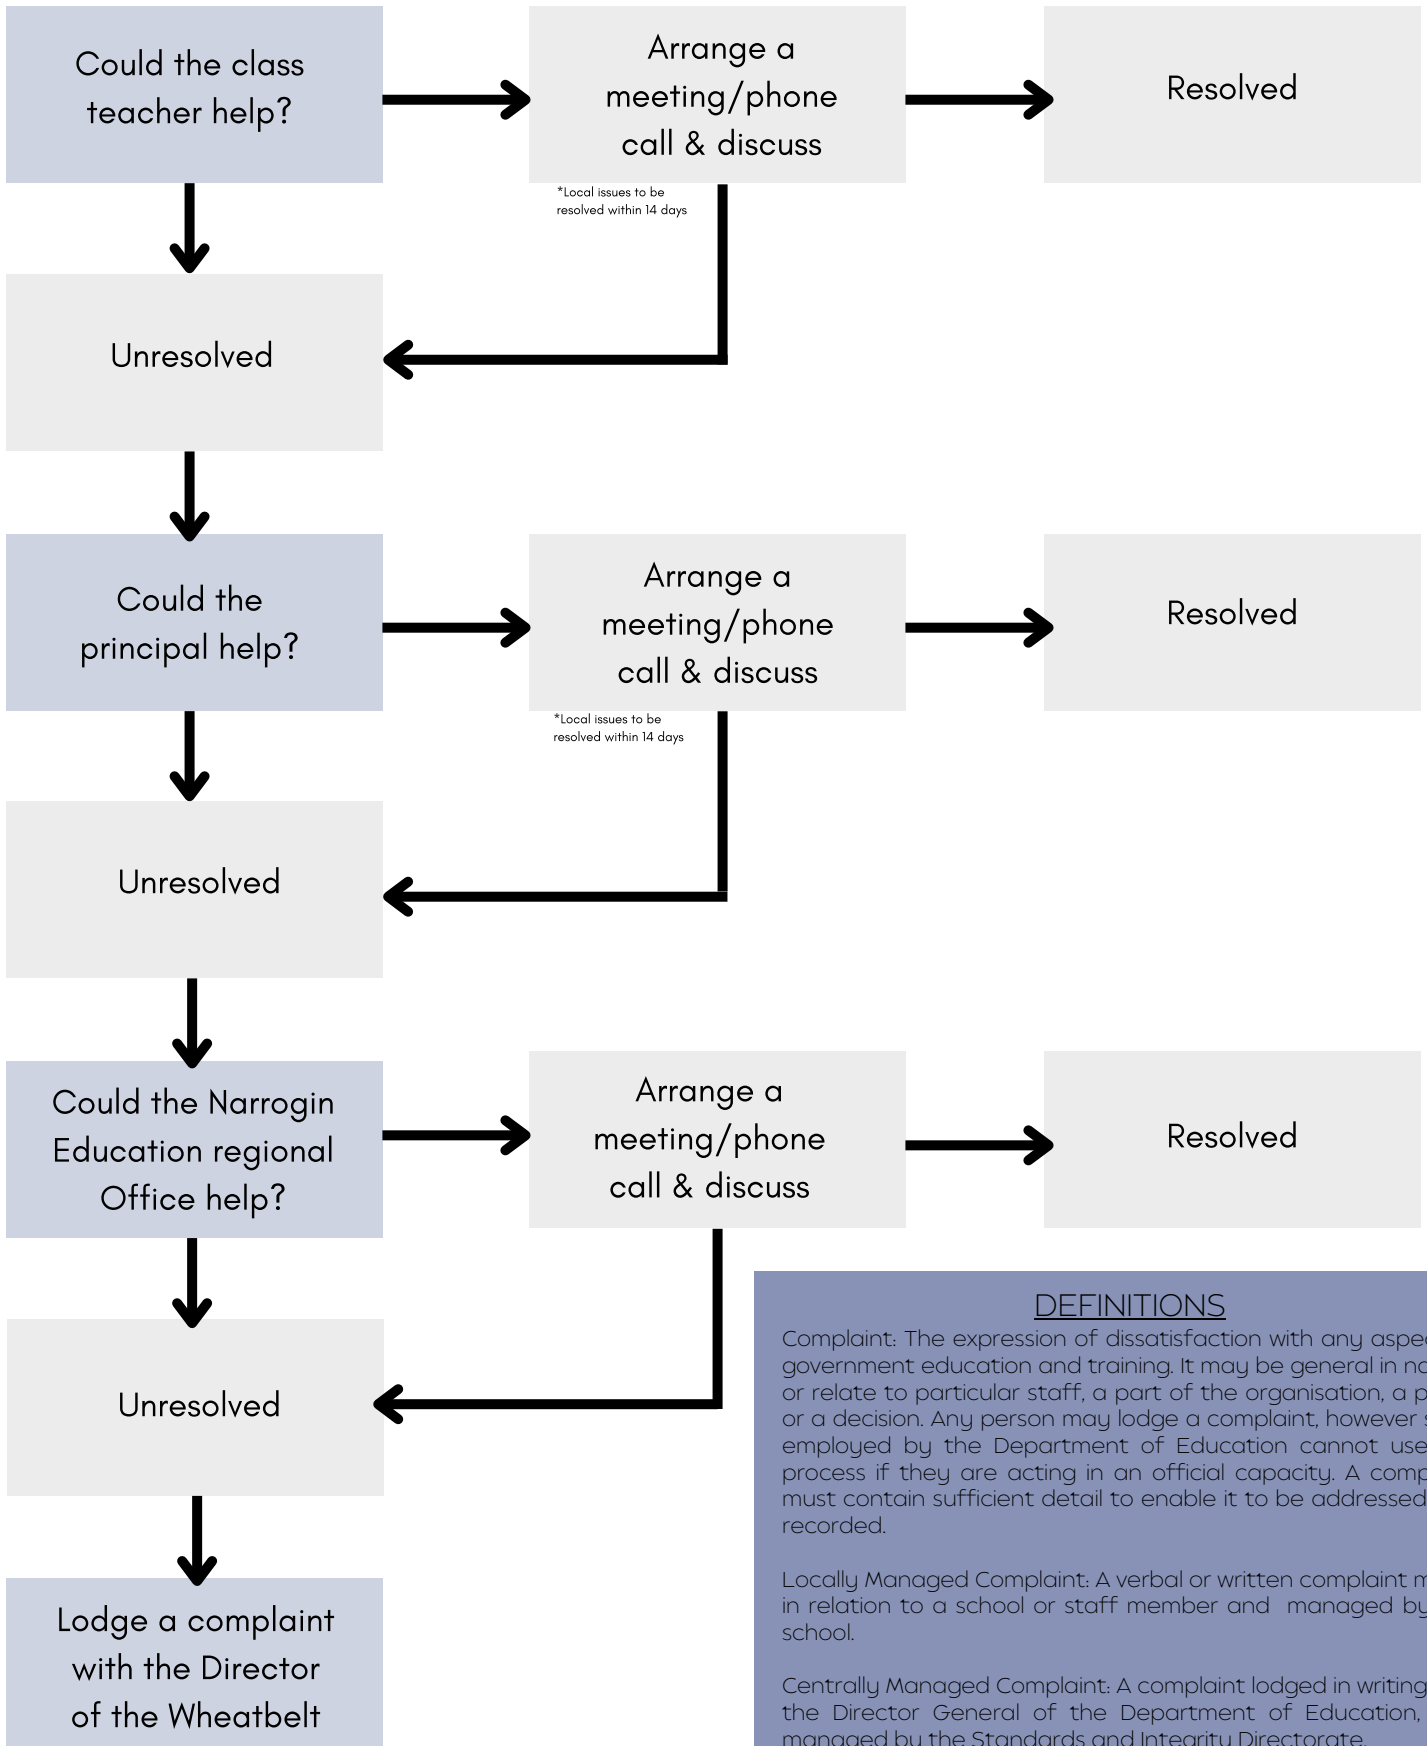 Could the class
teacher help?
Arrange a
meeting/phone
call & discuss
Resolved
*Local issues to be
resolved within 14 days
Unresolved
Could the
principal help?
Arrange a
meeting/phone
call & discuss
Resolved
*Local issues to be
resolved within 14 days
Unresolved
Could the Narrogin
Education regional
Office help?
Arrange a
meeting/phone
call & discuss
Resolved
Unresolved
Lodge a complaint
with the Director
of the Wheatbelt
DEFINITIONS
Complaint: The expression of dissatisfaction with any
government education and training. It may be general in
or relate to particular staff, a part of the organisation, a
or a decision. Any person may lodge a complaint, however
employed by the Department of Education cannot use
process if they are acting in an official capacity. A
must contain sufficient detail to enable it to be addressed
recorded.
Locally Managed Complaint: A verbal or written complaint
in relation to a school or staff member and managed by
school.
Centrally Managed Complaint: A complaint lodged in writing
the Director General of the Department of Education,
managed by the Standards and Integrity Directorate.